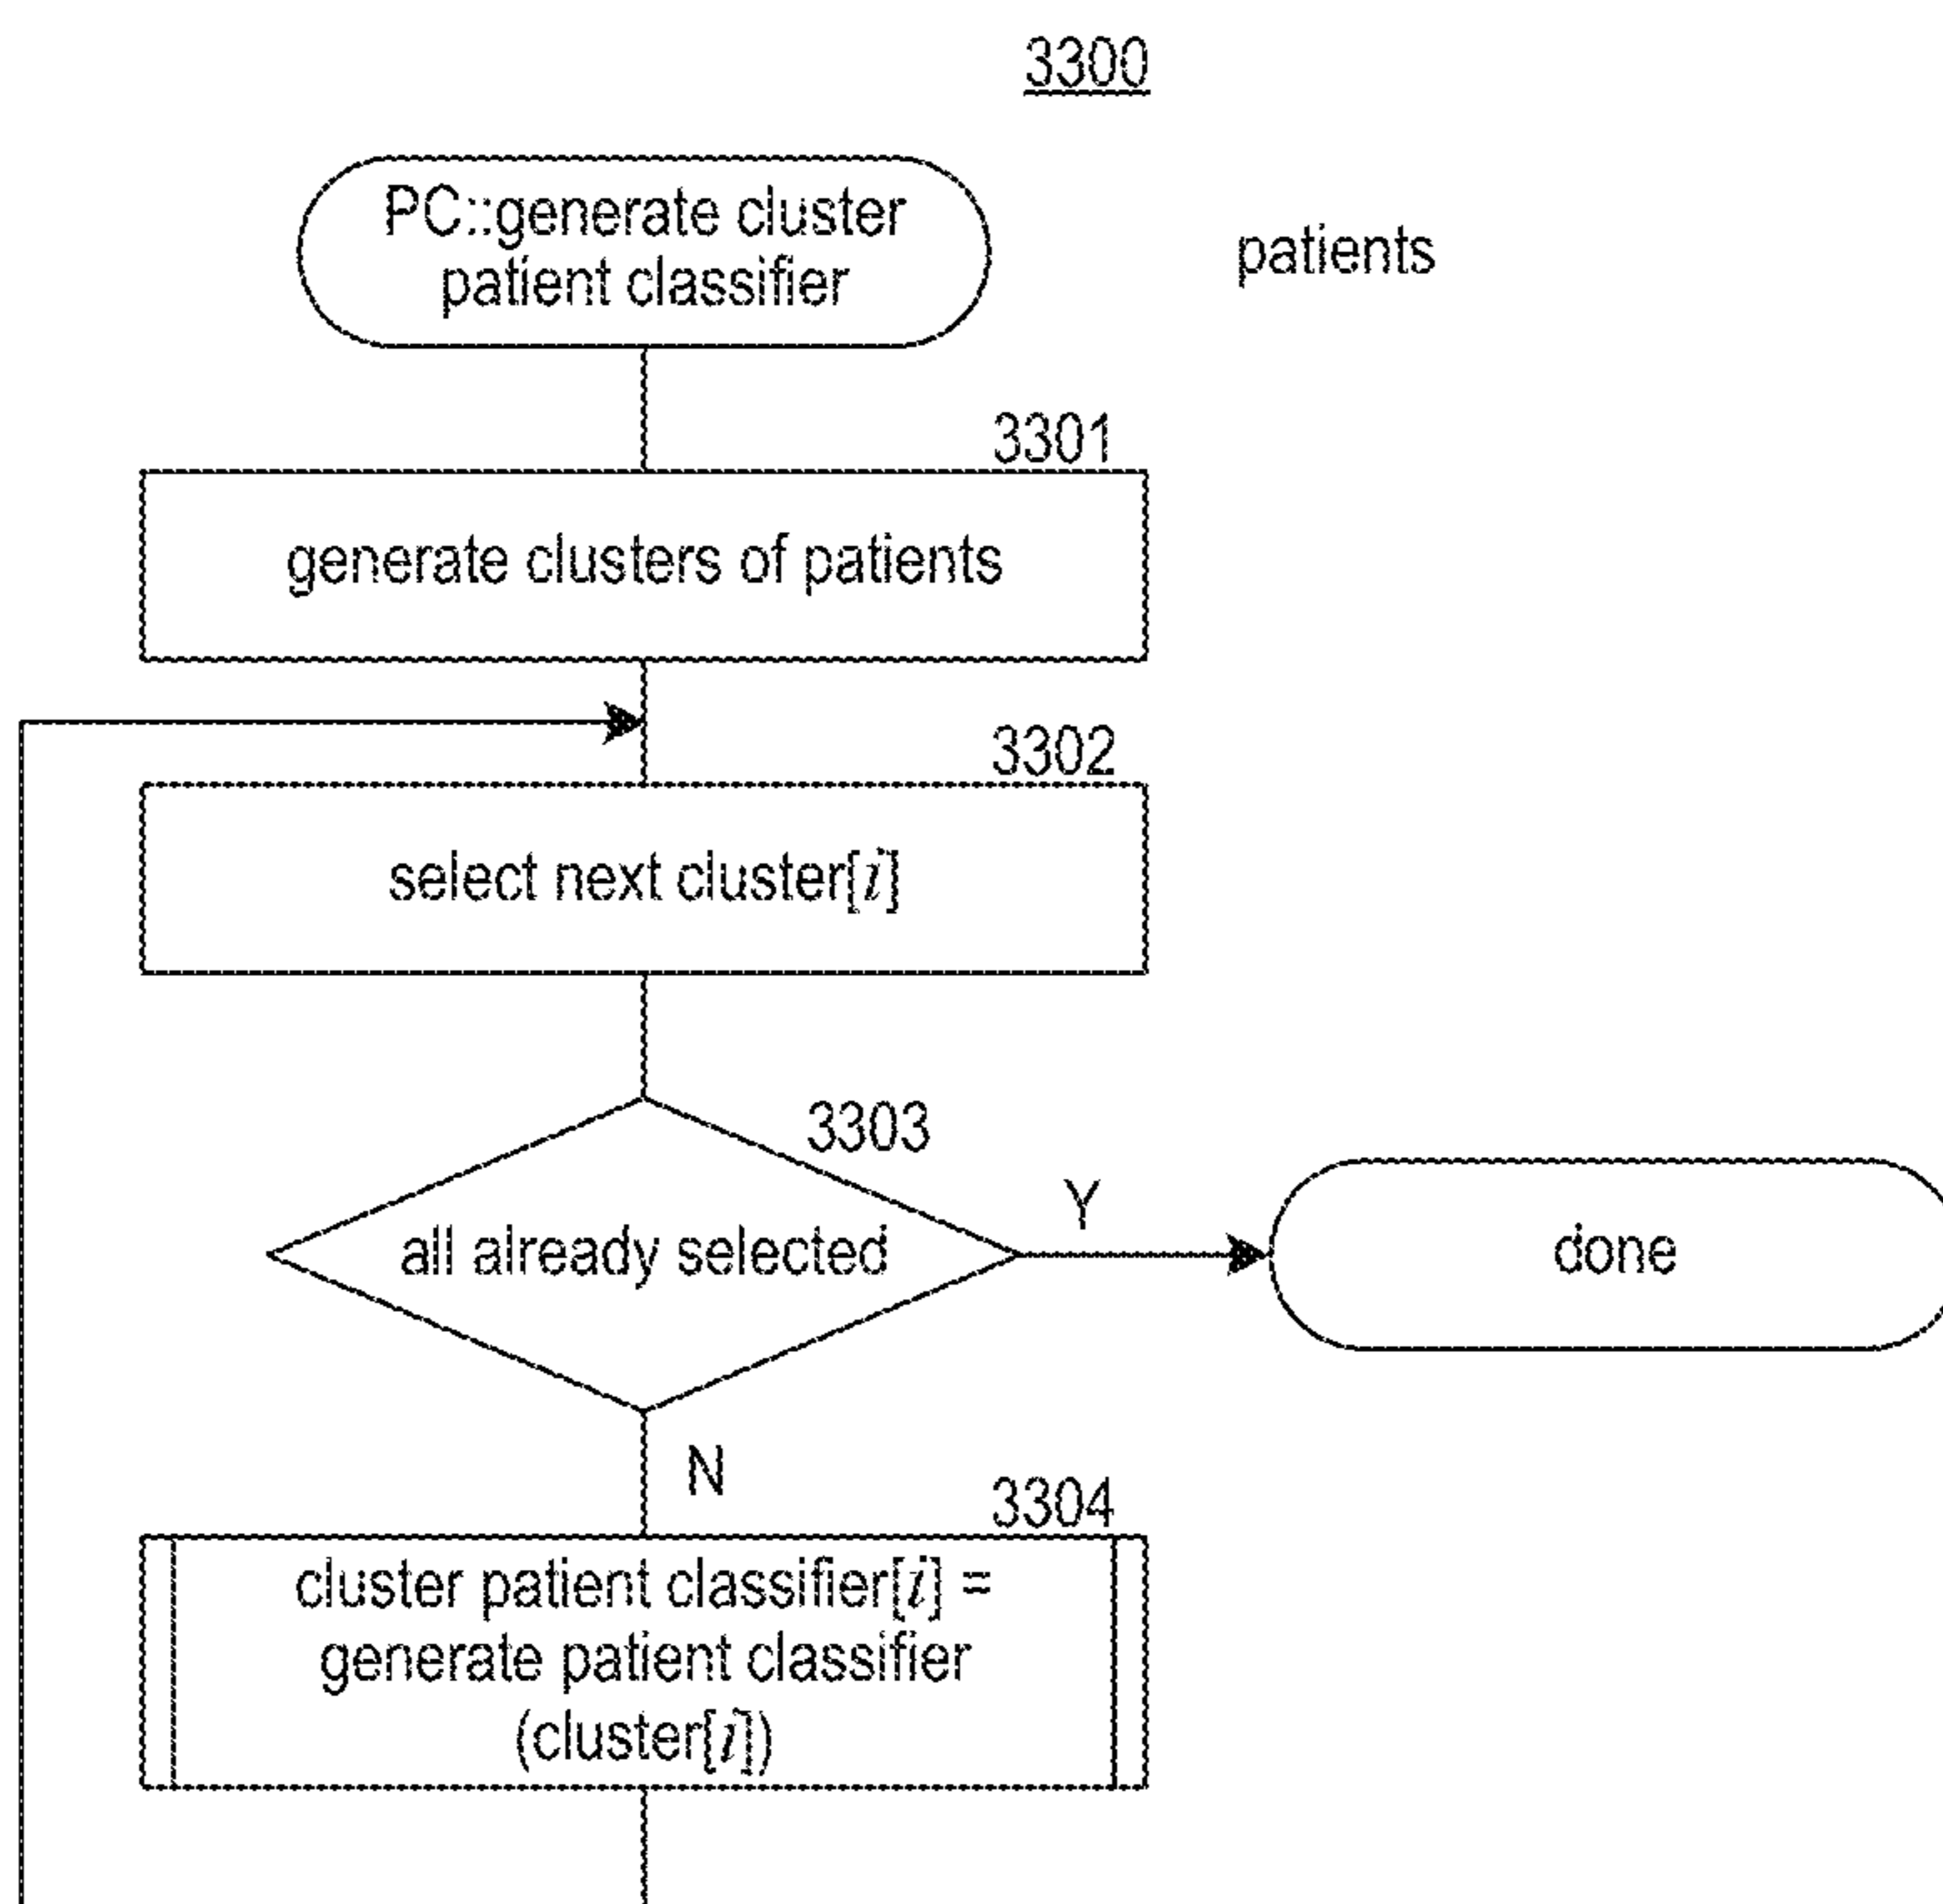 3300
PC::generate cluster
patient classifier
patients
3301
generate clusters of patients
3302
select next cluster[i]
3303
all already selected
Y
done
N
3304
cluster patient classifier[i] =
generate patient classifier
(cluster[i])